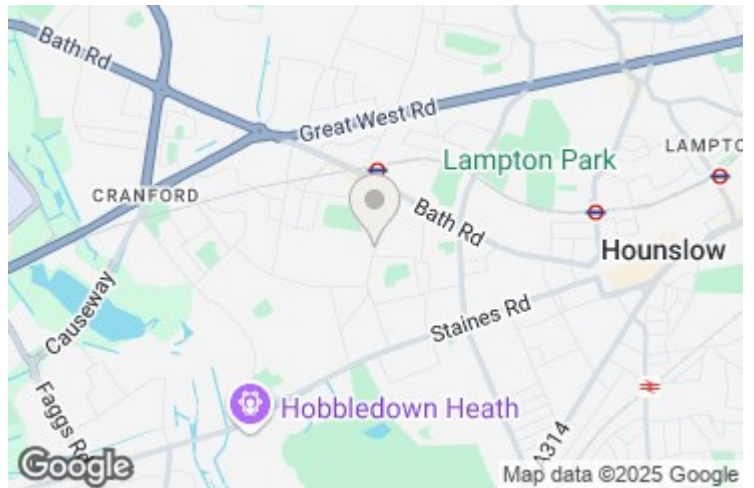 Bath Rd
Great West Rd
Lampton Park
LAMPTO
CRANFORD
Bath Rd
Hounslow
Causeway
Staines Rd
Faggs Rd
Hobbledown Heath
A314
Google
Map data ©2025 Google